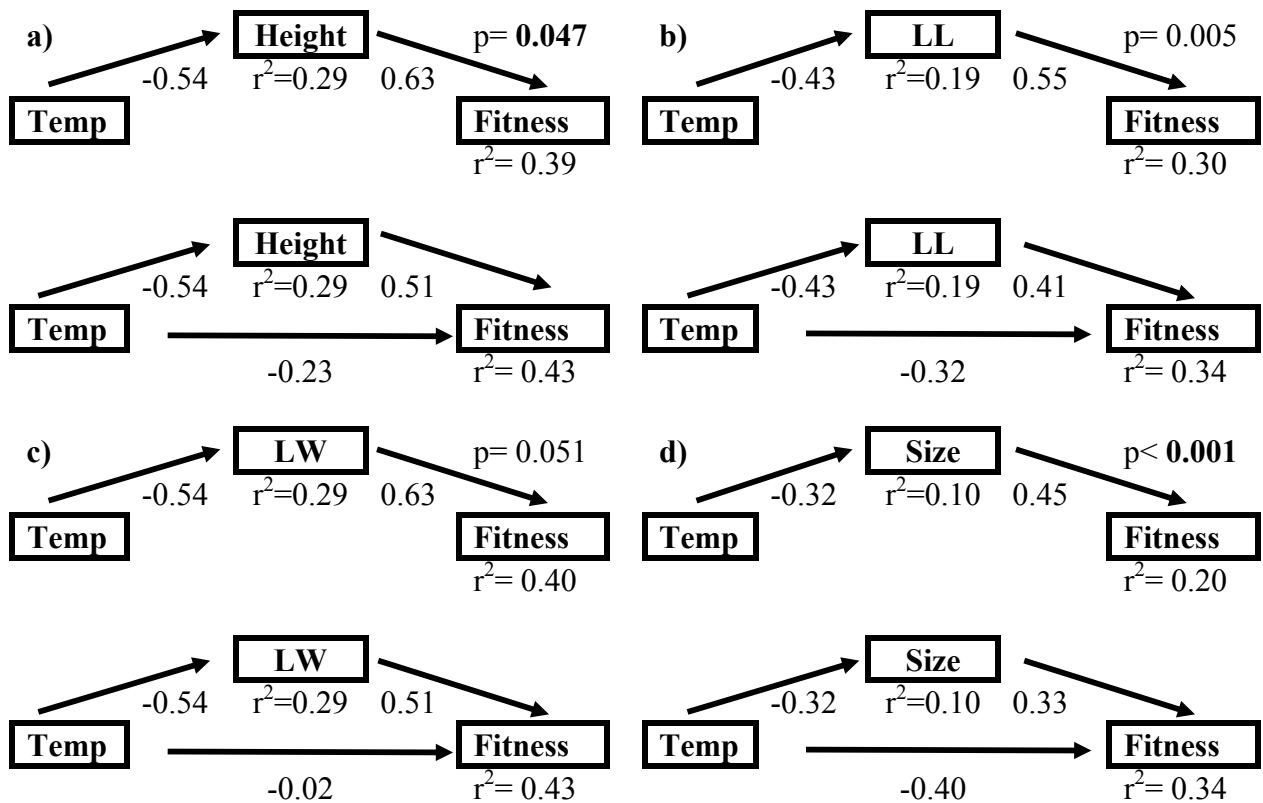 a) Height p= 0.047
-0.54 r²=0.29 0.63
Temp Fitness
r²= 0.39
b) LL p= 0.005
-0.43 r²=0.19 0.55
Temp Fitness
r²= 0.30
Height
-0.54 r²=0.29 0.51
Temp Fitness
-0.23 r²= 0.43
LL
-0.43 r²=0.19 0.41
Temp Fitness
-0.32 r²= 0.34
c) LW p= 0.051
-0.54 r²=0.29 0.63
Temp Fitness
r²= 0.40
d) Size p< 0.001
-0.32 r²=0.10 0.45
Temp Fitness
r²= 0.20
LW
-0.54 r²=0.29 0.51
Temp Fitness
-0.02 r²= 0.43
Size
-0.32 r²=0.10 0.33
Temp Fitness
-0.40 r²= 0.34